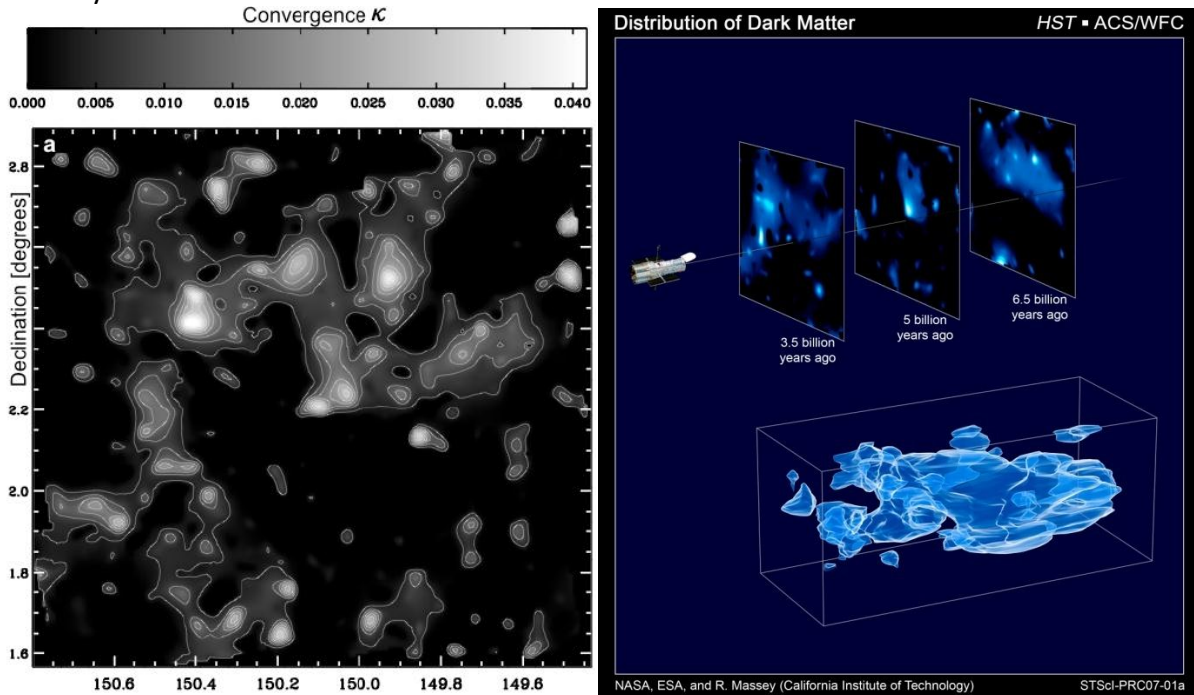 Convergence κ
0.000 0.005 0.010 0.015 0.020 0.025 0.030 0.035 0.040
a
Declination [degrees]
2.8
2.6
2.4
2.2
2.0
1.8
1.6
150.6 150.4 150.2 150.0 149.8 149.6
Distribution of Dark Matter
HST ▪ ACS/WFC
3.5 billion
years ago
5 billion
years ago
6.5 billion
years ago
NASA, ESA, and R. Massey (California Institute of Technology)
STScI-PRC07-01a